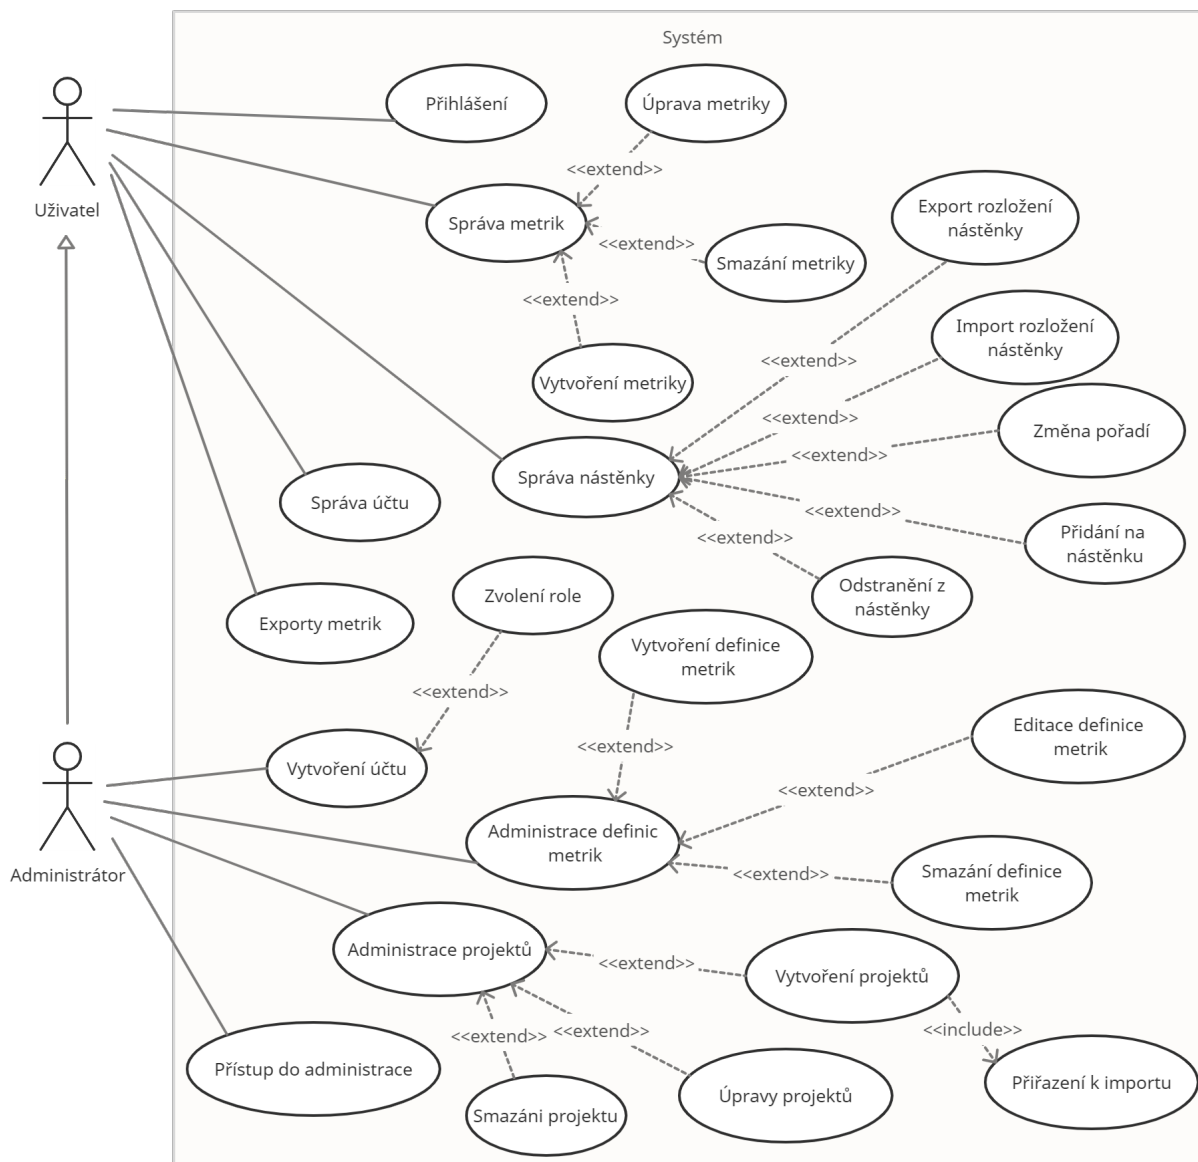 Systém
Přihlášení
Úprava metriky
<<extend>>
Uživatel
Správa metrik
Export rozložení
nástěnky
<<extend>>
Smazání metriky
<<extend>>
Import rozložení
nástěnky
<<extend>>
Vytvoření metriky
<<extend>>
Změna pořadí
<<extend>>
Správa nástěnky
Správa účtu
<<extend>>
Přidání na
nástěnku
<<extend>>
Odstranění z
nástěnky
Zvolení role
Exporty metrik
Vytvoření definice
metrik
<<extend>>
Editace definice
metrik
<<extend>>
Vytvoření účtu
<<extend>>
Administrace definic
metrik
Administrátor
<<extend>>
Smazání definice
metrik
Administrace projektů
<<extend>>
Vytvoření projektů
<<extend>>
<<extend>>
<<include>>
Přístup do administrace
Přiřazení k importu
Smazáni projektu
Úpravy projektů